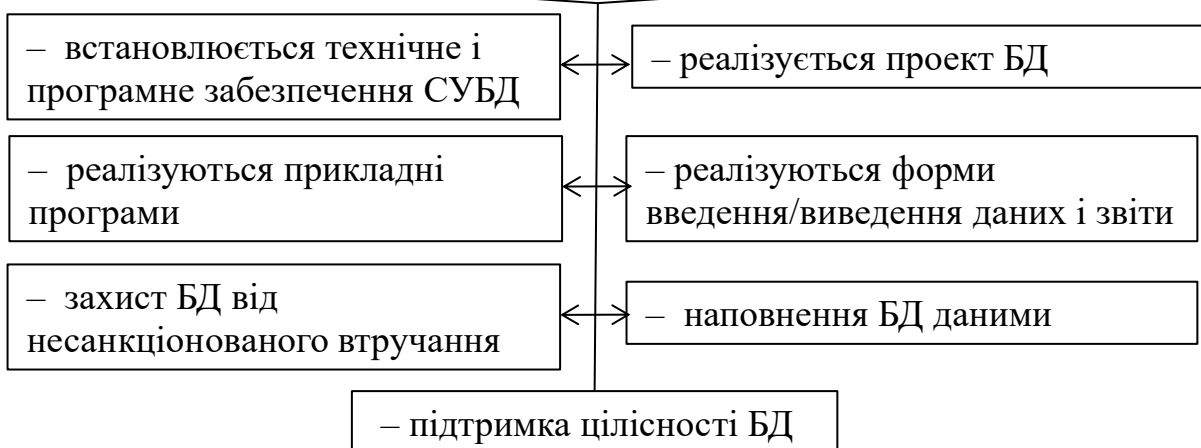 – встановлюється технічне і
програмне забезпечення СУБД
– реалізується проект БД
– реалізуються прикладні
програми
– реалізуються форми
введення/виведення даних і звіти
– захист БД від
несанкціонованого втручання
– наповнення БД даними
– підтримка цілісності БД